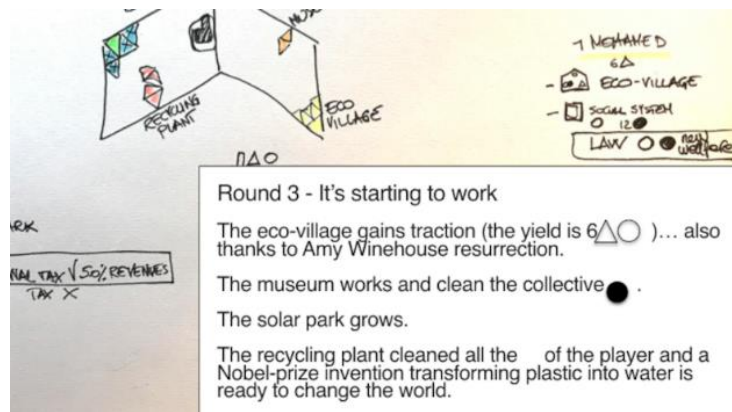 RECYCLING
PLANT
ECO
VILLAGE
1 MOHAMED
6△
- ECO-VILLAGE
- SOCIAL SYSTEM
○ 12●
LAW ○ ● new
RK
NAL TAX √ 50% REVENUES
TAX X
Round 3 - It's starting to work
The eco-village gains traction (the yield is 6△○ )… also
thanks to Amy Winehouse resurrection.
The museum works and clean the collective● .
The solar park grows.
The recycling plant cleaned all the of the player and a
Nobel-prize invention transforming plastic into water is
ready to change the world.